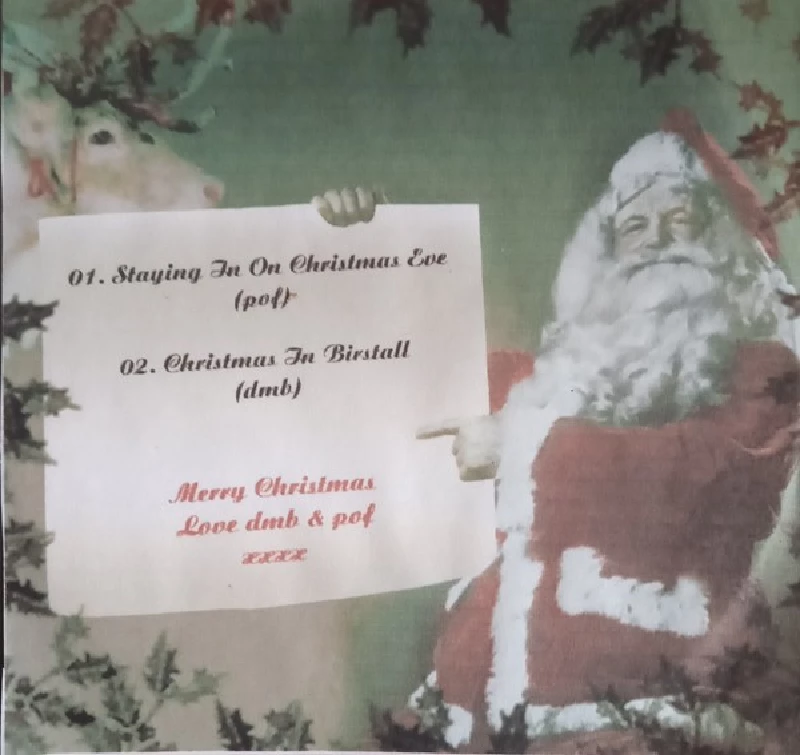 01. Staying In On Christmas Eve
(pof)
02. Christmas In Birstall
(dmb)
Merry Christmas
Love dmb & pof
xxxx